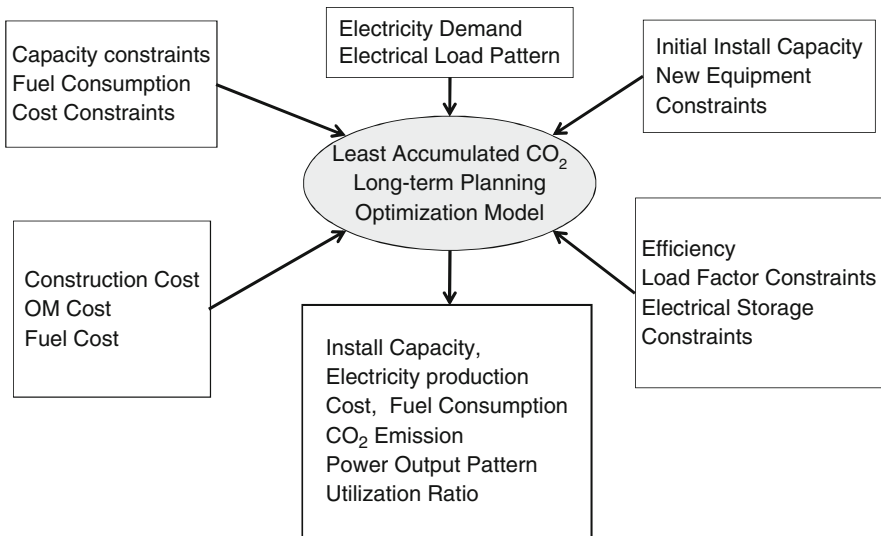 Capacity constraints
Fuel Consumption
Cost Constraints
Electricity Demand
Electrical Load Pattern
Initial Install Capacity
New Equipment
Constraints
Least Accumulated CO₂
Long-term Planning
Optimization Model
Construction Cost
OM Cost
Fuel Cost
Efficiency
Load Factor Constraints
Electrical Storage
Constraints
Install Capacity,
Electricity production
Cost, Fuel Consumption
CO₂ Emission
Power Output Pattern
Utilization Ratio